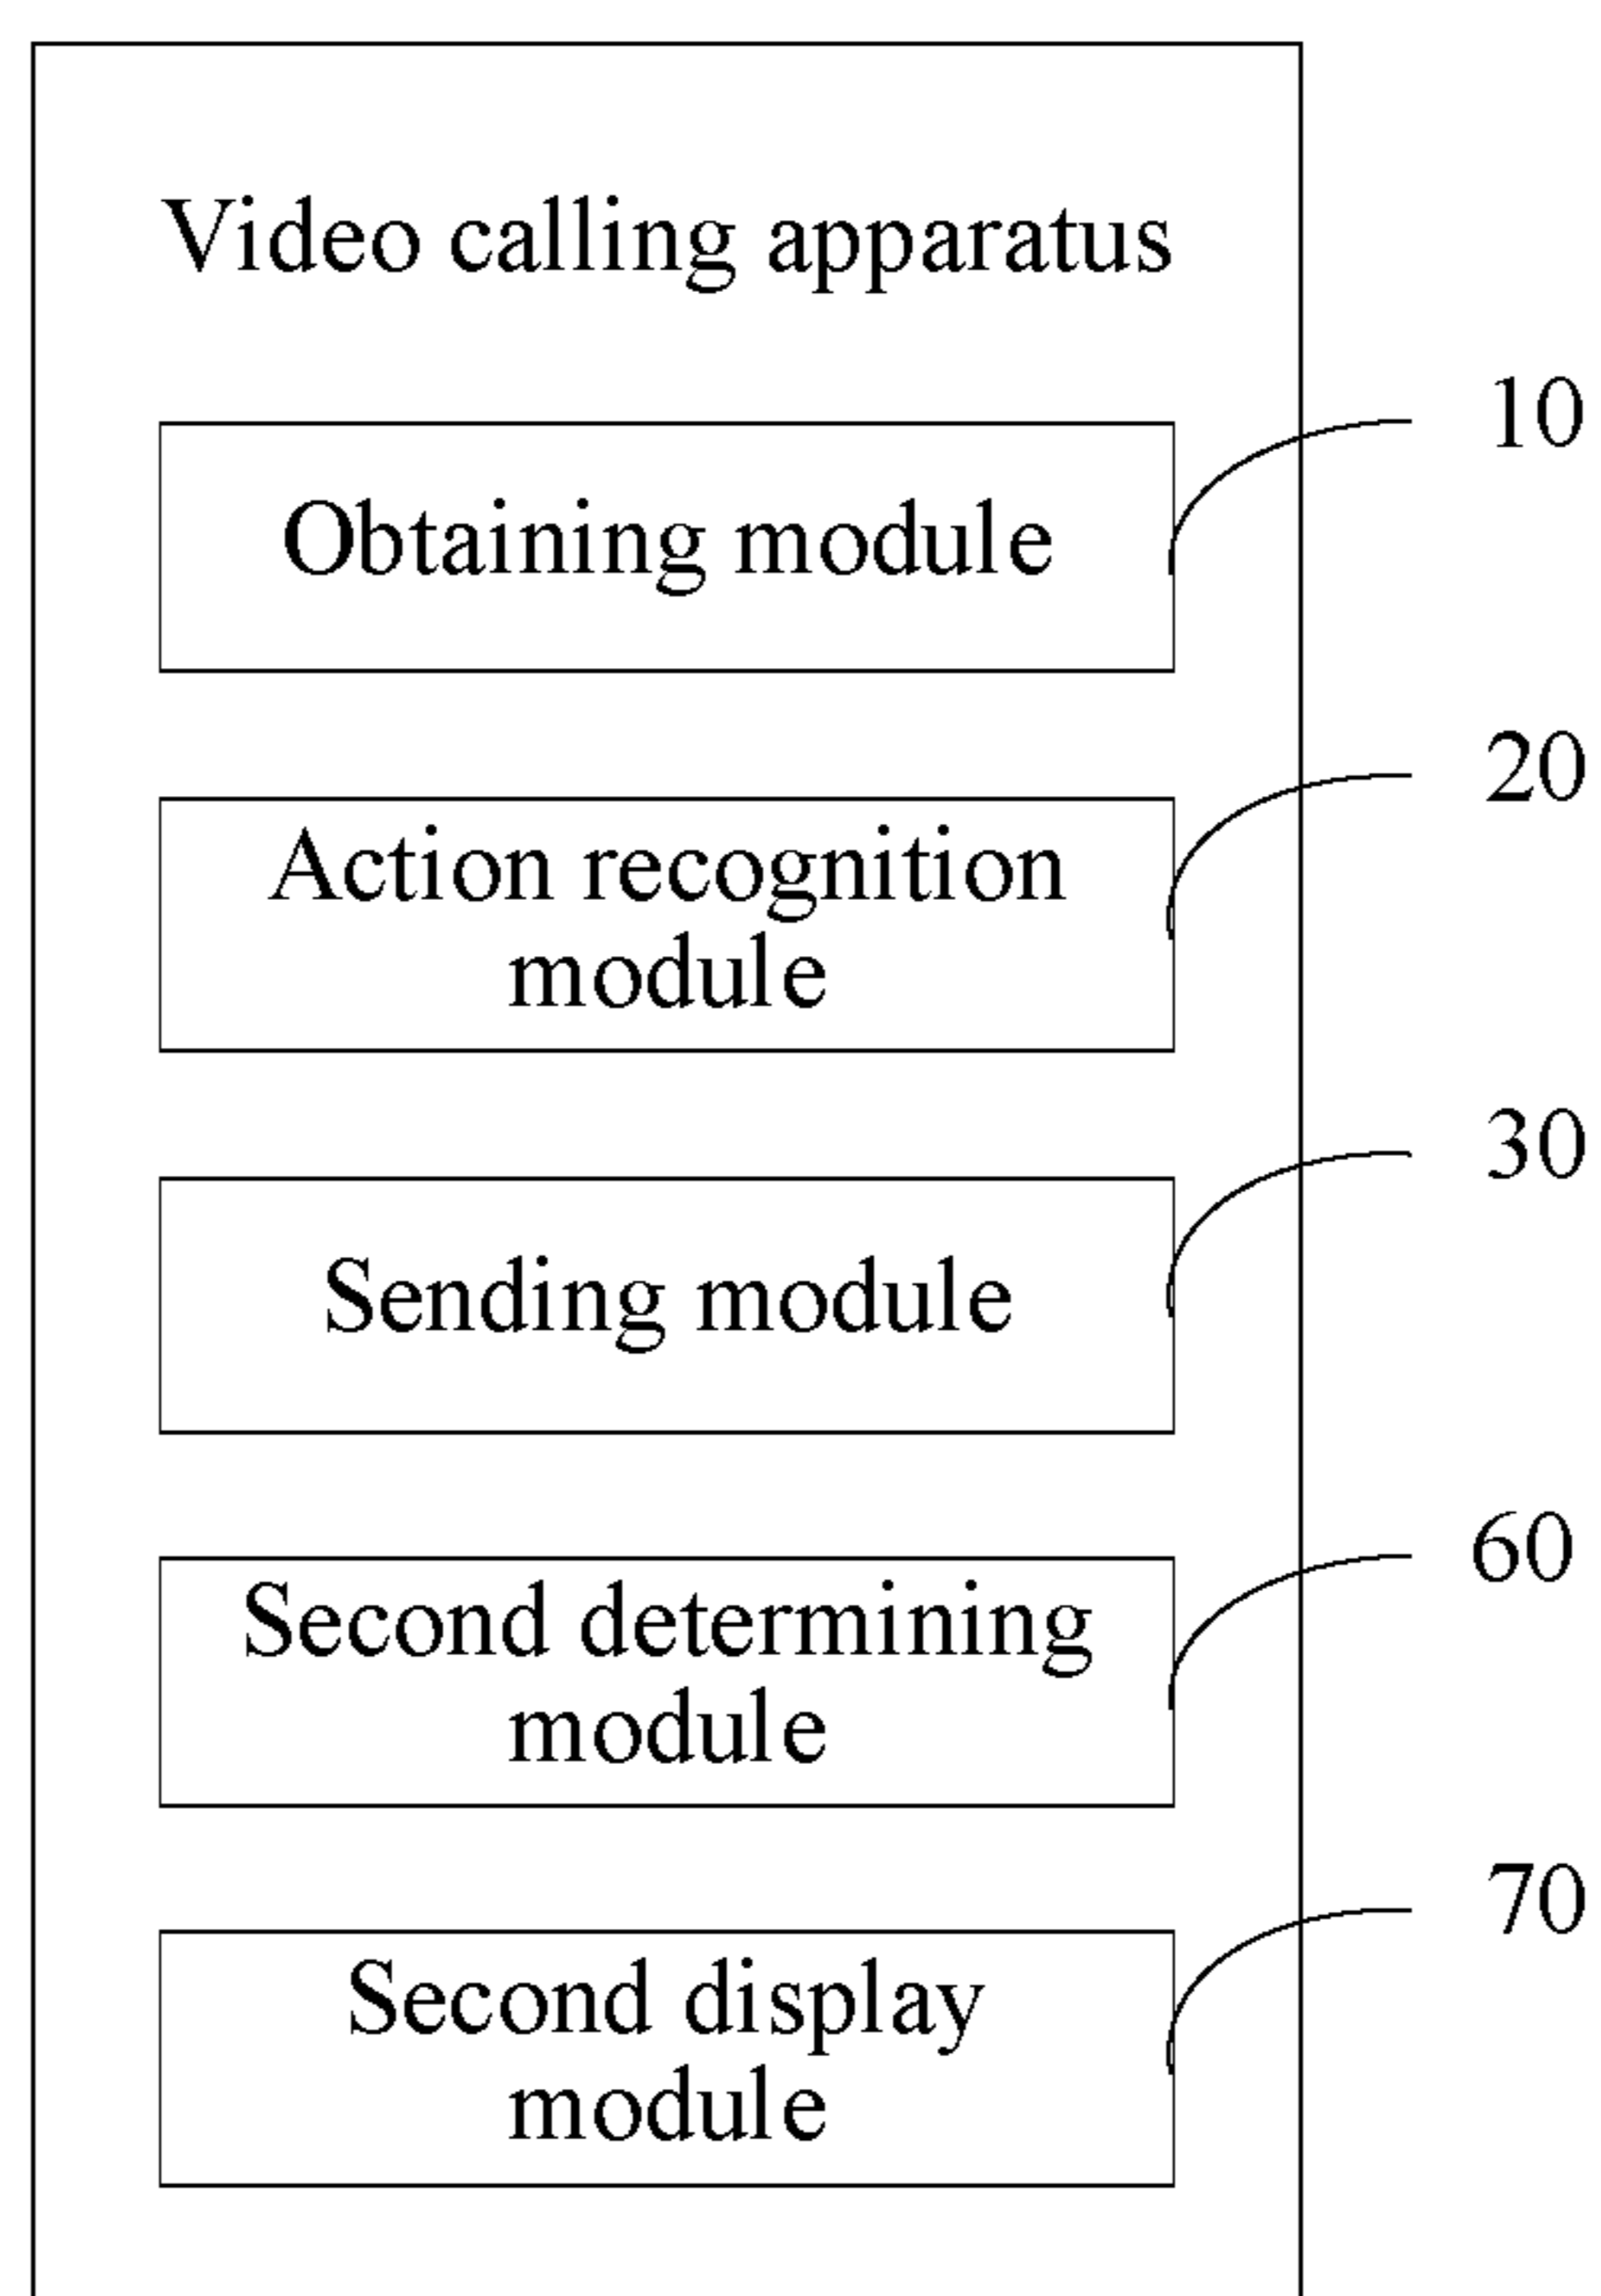 Video calling apparatus
10
Obtaining module
20
Action recognition
module
30
Sending module
60
Second determining
module
70
Second display
module